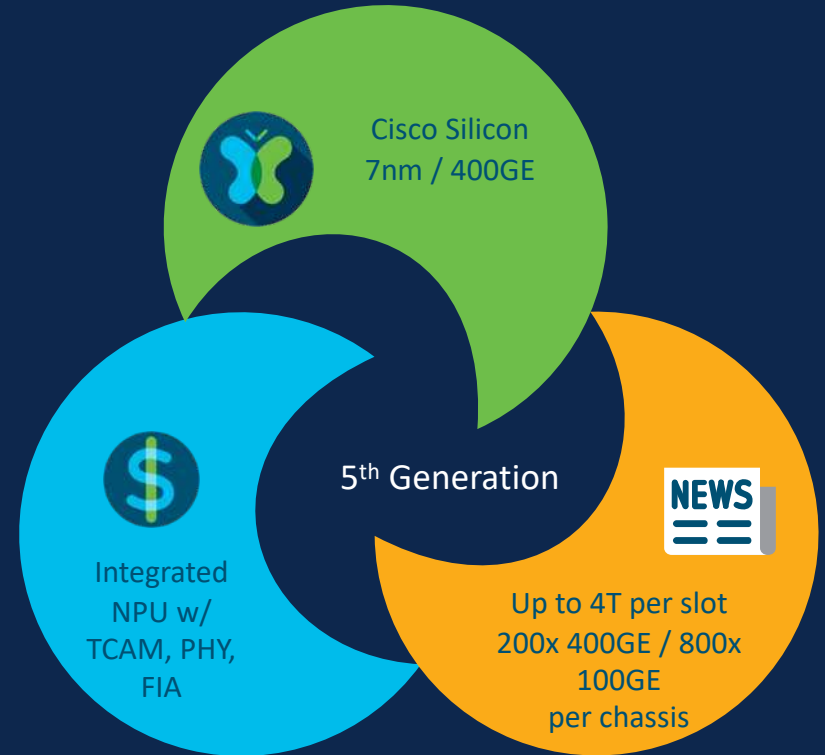 Cisco Silicon
7nm / 400GE
5th Generation
NEWS
Integrated
NPU w/
TCAM, PHY,
FIA
Up to 4T per slot
200x 400GE / 800x
100GE
per chassis